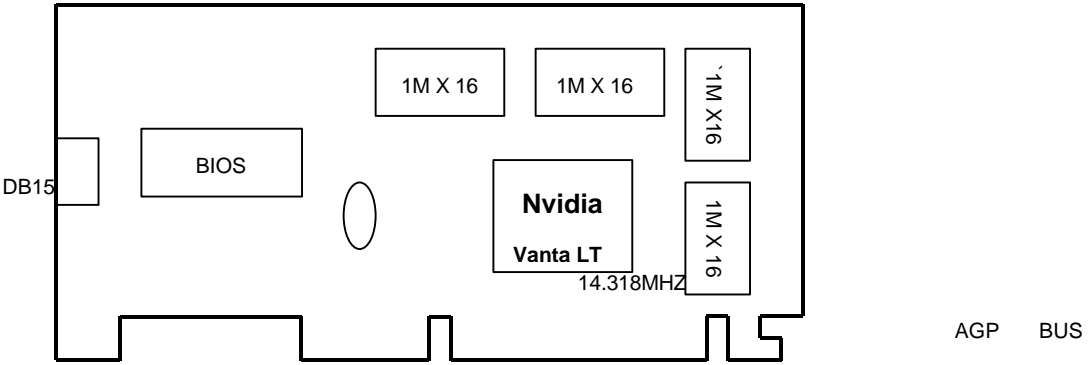 1M X 16
1M X 16
`1M X16
BIOS
DB15
Nvidia
Vanta LT
1M X 16
14.318MHZ
AGP BUS